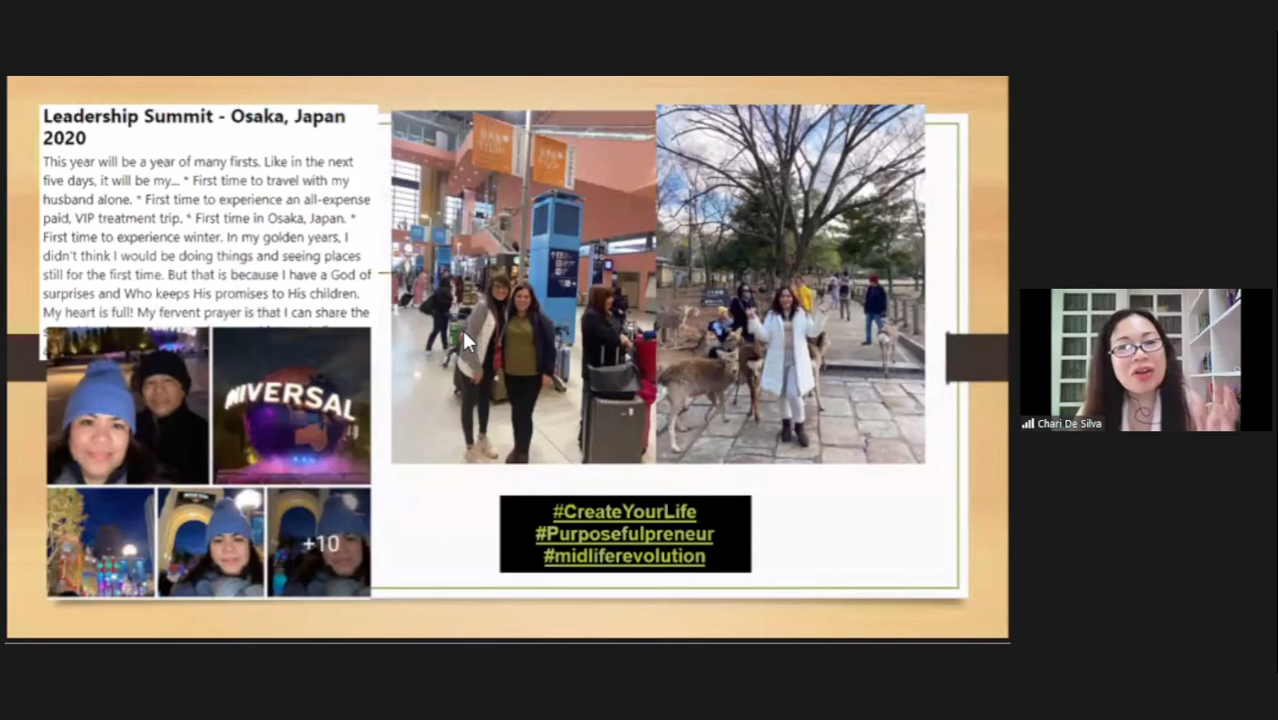 Leadership Summit - Osaka, Japan
2020
This year will be a year of many firsts. Like in the next
five days, it will be my... * First time to travel with my
husband alone. * First time to experience an all-expense
paid, VIP treatment trip. * First time in Osaka, Japan. *
First time to experience winter. In my golden years, I
didn't think I would be doing things and seeing places
still for the first time. But that is because I have a God of
surprises and Who keeps His promises to His children.
My heart is full! My fervent prayer is that I can share the
UNIVERSAL
+10
#CreateYourLife
#Purposefulpreneur
#midliferevolution
Chari De Silva